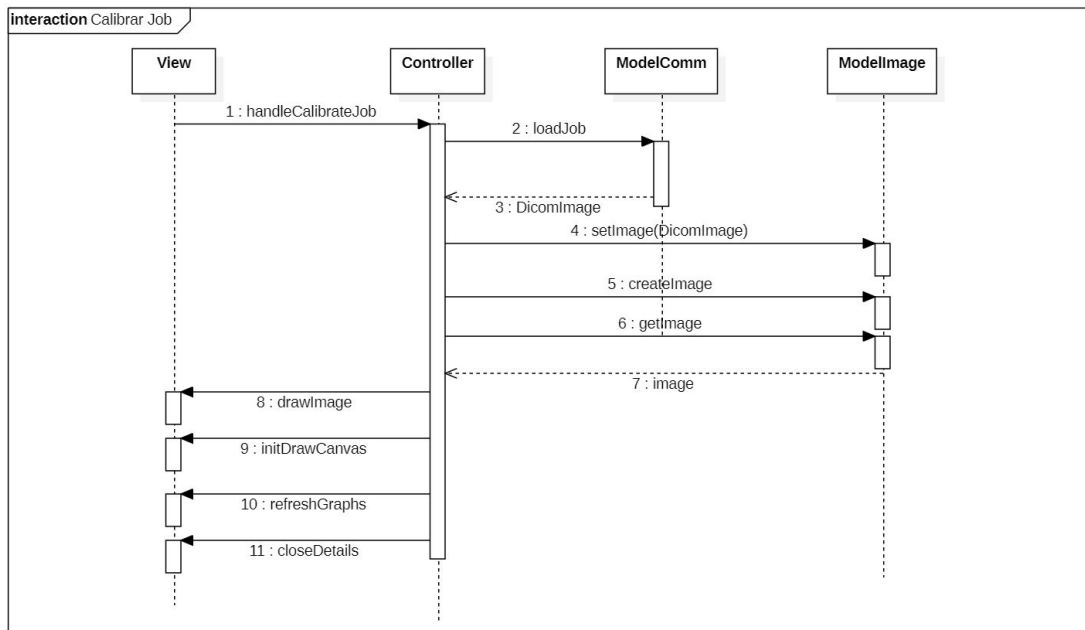 interaction Calibrar Job
View
Controller
ModelComm
ModelImage
1 : handleCalibrateJob
2 : loadJob
3 : DicomImage
4 : setImage(DicomImage)
5 : createImage
6 : getImage
7 : image
8 : drawImage
9 : initDrawCanvas
10 : refreshGraphs
11 : closeDetails